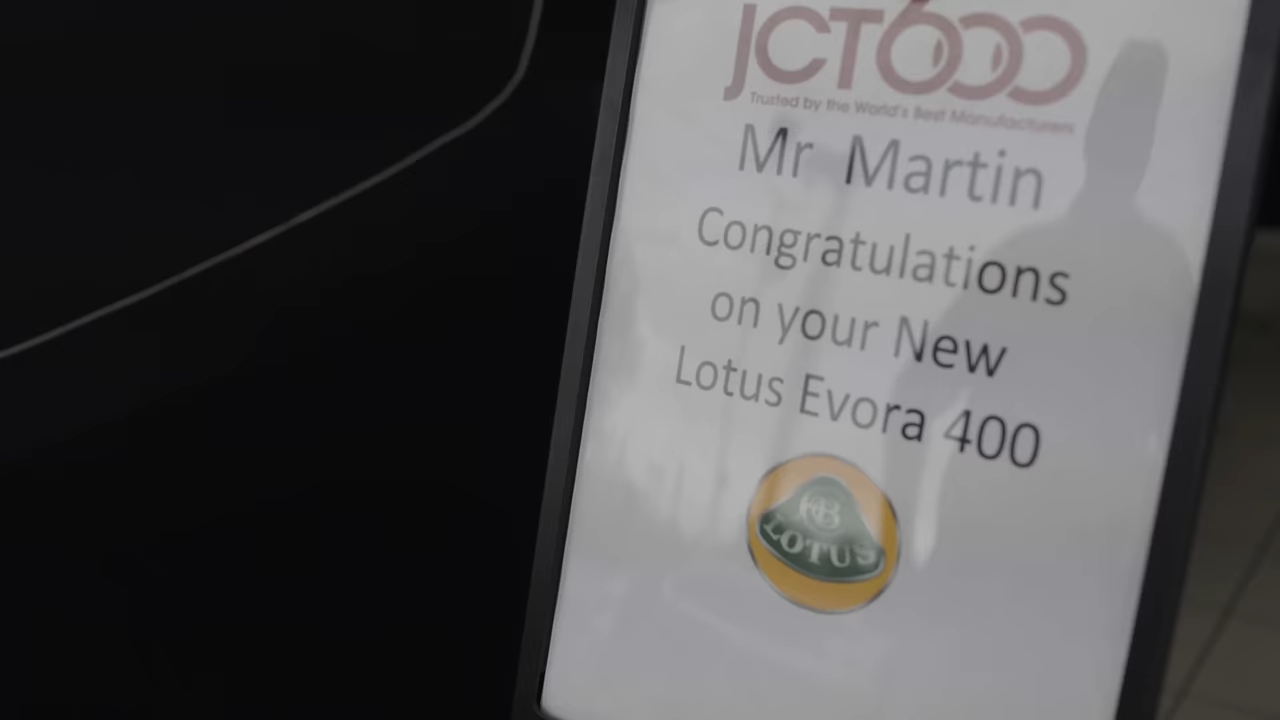 JCT600
Trusted by the World's Best Manufacturers
Mr Martin
Congratulations
on your New
Lotus Evora 400
LOTUS